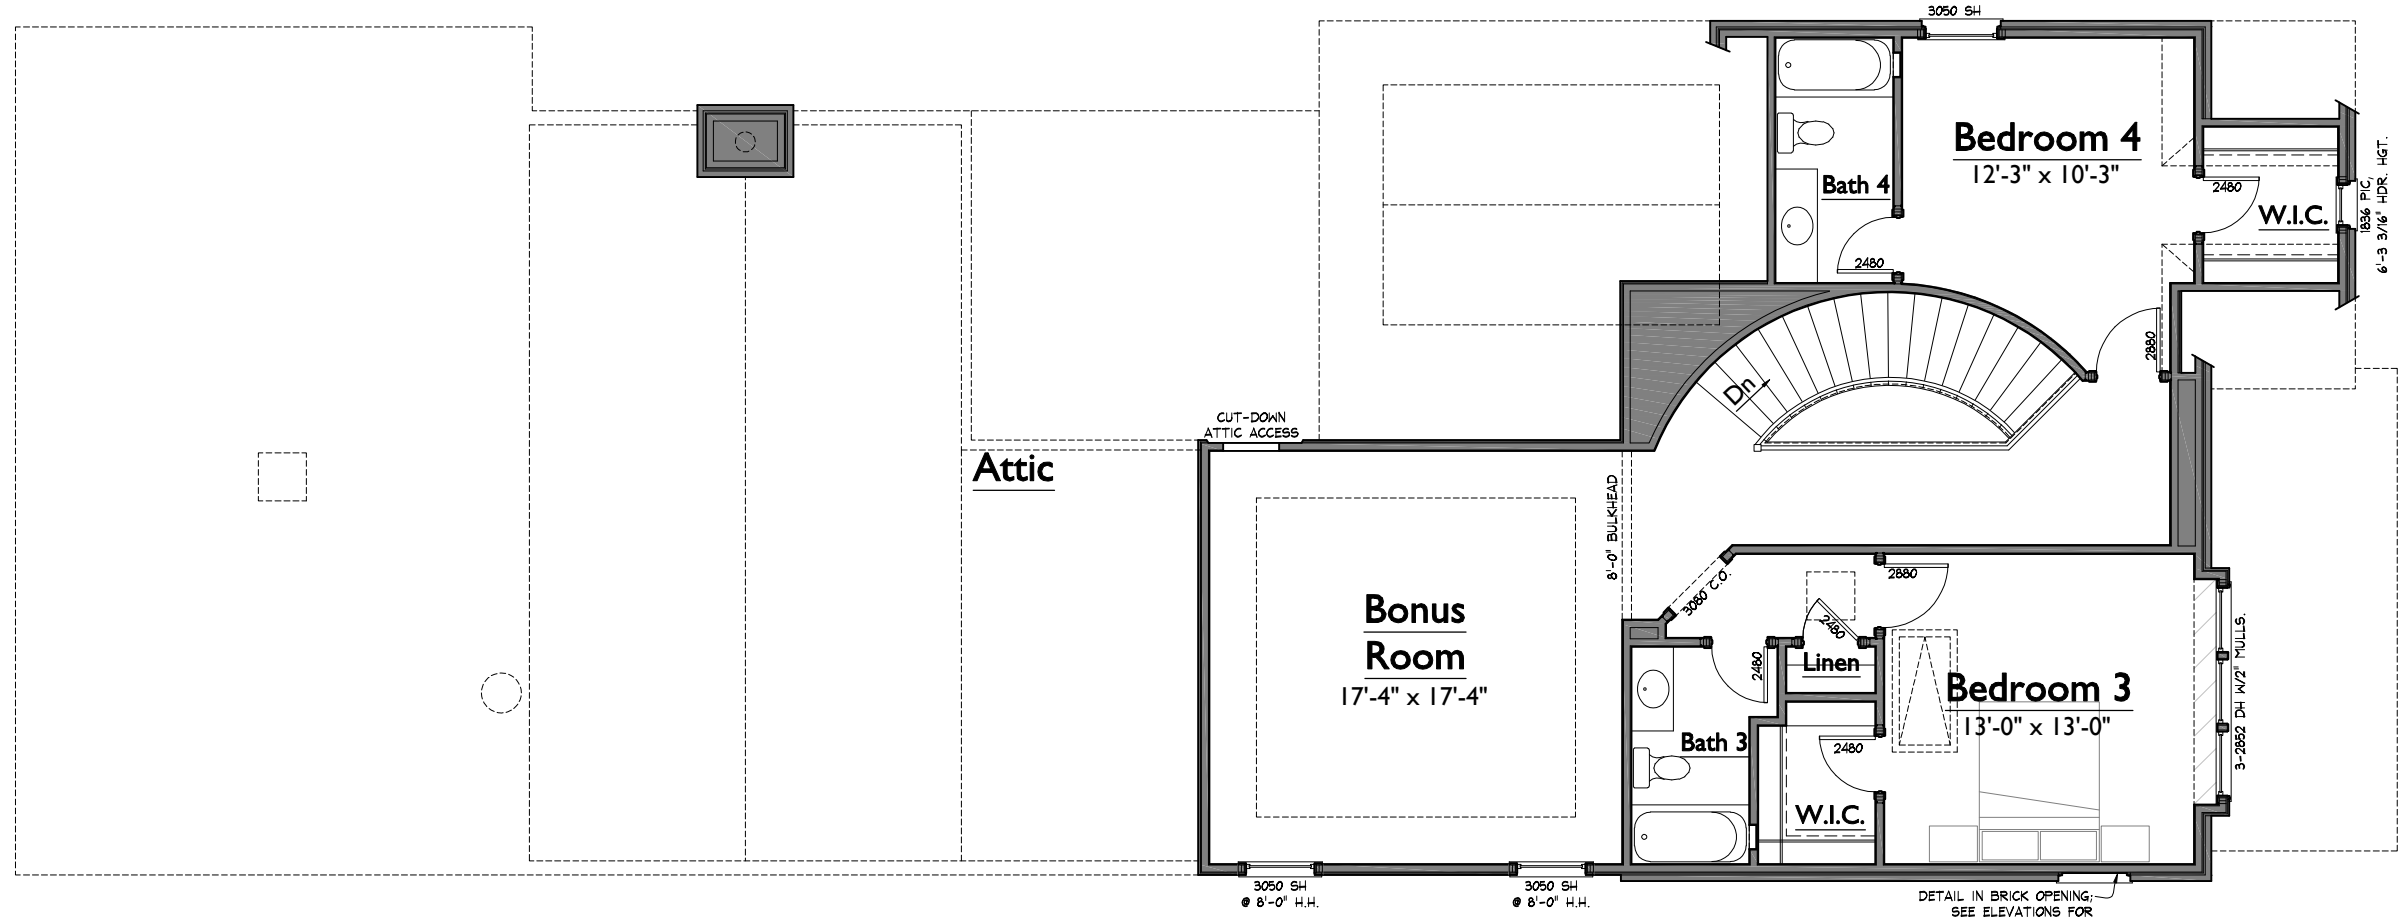 3050 SH
Bedroom 4
12'-3" x 10'-3"
Bath 4
2480
2480
W.I.C.
1836 PIC,
6'-3 3/16" HDR. HGT.
2880
Dn
CUT-DOWN
ATTIC ACCESS
Attic
8'-0" BULKHEAD
3080 C.O.
2880
2480
Bonus
Room
17'-4" x 17'-4"
2480
Linen
Bedroom 3
13'-0" x 13'-0"
3-2852 DH W/2" MULLS.
Bath 3
2480
W.I.C.
3050 SH
@ 8'-0" H.H.
3050 SH
@ 8'-0" H.H.
DETAIL IN BRICK OPENING;
SEE ELEVATIONS FOR